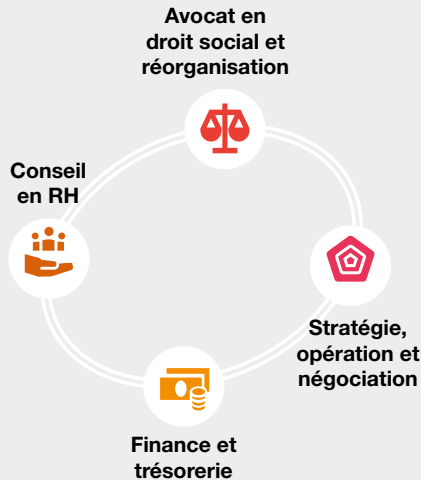 Avocat en
droit social et
réorganisation
Conseil
en RH
Stratégie,
opération et
négociation
Finance et
trésorerie